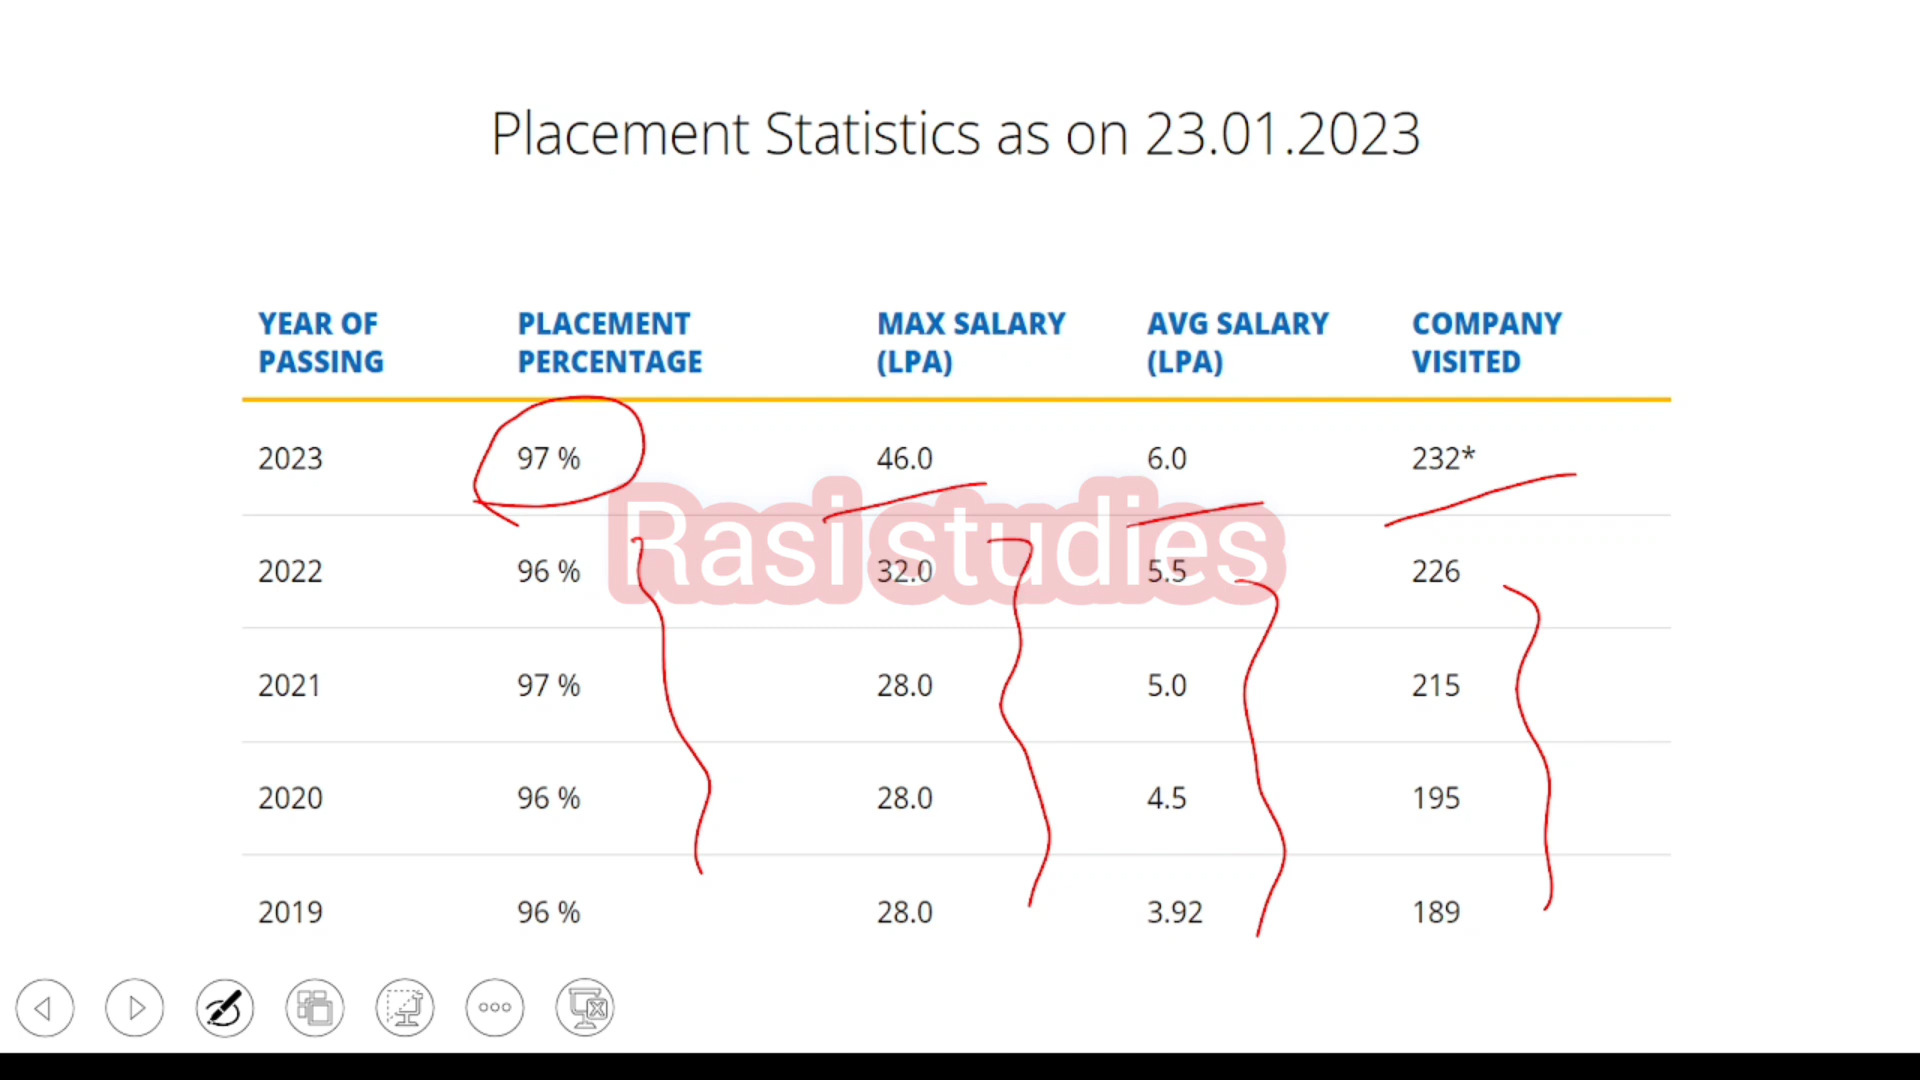 Placement Statistics as on 23.01.2023
YEAR OF PASSING PLACEMENT PERCENTAGE MAX SALARY (LPA) AVG SALARY (LPA) COMPANY VISITED
2023 97 % 46.0 6.0 232*
Rasi studies
2022 96 % 32.0 5.5 226
2021 97 % 28.0 5.0 215
2020 96 % 28.0 4.5 195
2019 96 % 28.0 3.92 189